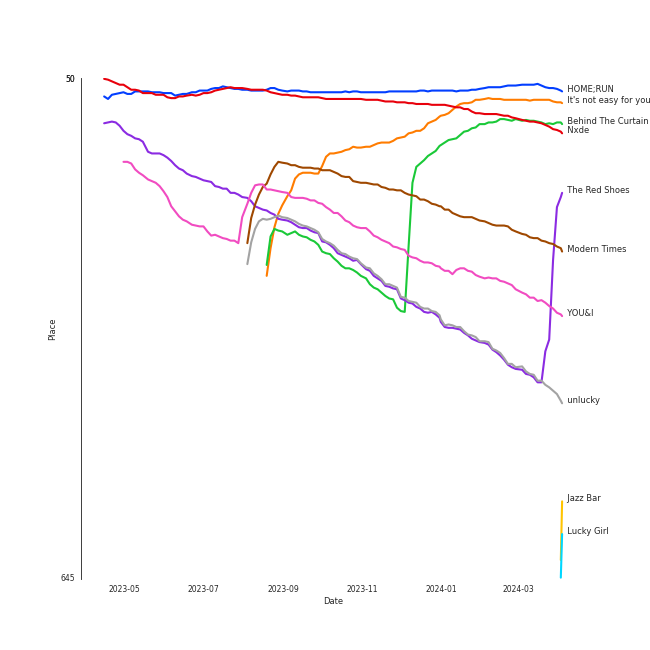 50
HOME;RUN
It's not easy for you
Behind The Curtain
Nxde
The Red Shoes
Modern Times
YOU&I
unlucky
Jazz Bar
Lucky Girl
645
Place
2023-05 2023-07 2023-09 2023-11 2024-01 2024-03
Date